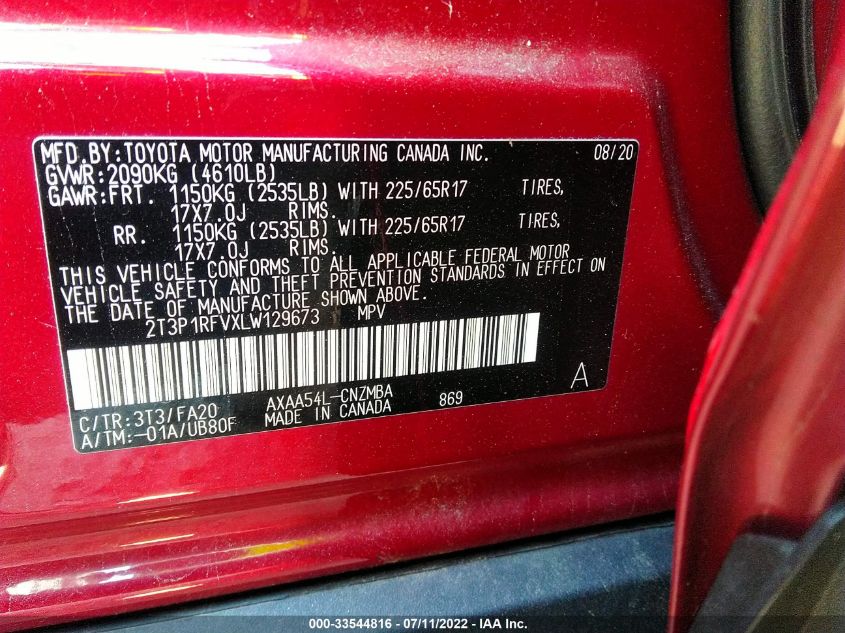 MFD.BY:TOYOTA MOTOR MANUFACTURING CANADA INC. 08/20
GVWR:2090KG (4610LB)
GAWR:FRT. 1150KG (2535LB) WITH 225/65R17 TIRES,
17X7.0J RIMS.
RR. 1150KG (2535LB) WITH 225/65R17 TIRES,
17X7.0J RIMS.
THIS VEHICLE CONFORMS TO ALL APPLICABLE FEDERAL MOTOR
VEHICLE SAFETY AND THEFT PREVENTION STANDARDS IN EFFECT ON
THE DATE OF MANUFACTURE SHOWN ABOVE.
2T3P1RFVXLW129673 MPV
A
C/TR:3T3/FA20 AXAA54L-CNZMBA 869
A/TM:-01A/UB80F MADE IN CANADA
000-33544816 - 07/11/2022 - IAA Inc.